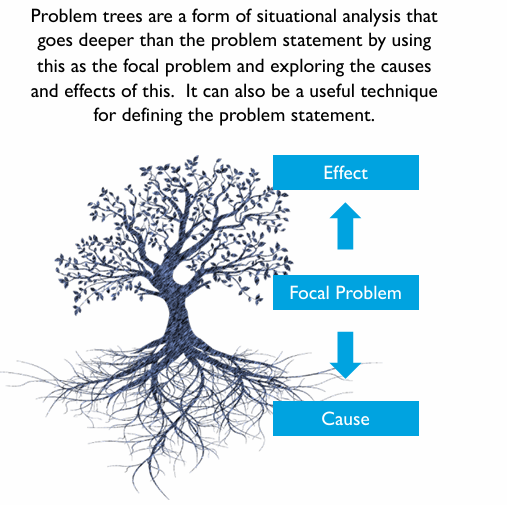 Problem trees are a form of situational analysis that
goes deeper than the problem statement by using
this as the focal problem and exploring the causes
and effects of this.  It can also be a useful technique
for defining the problem statement.
Effect
Focal Problem
Cause